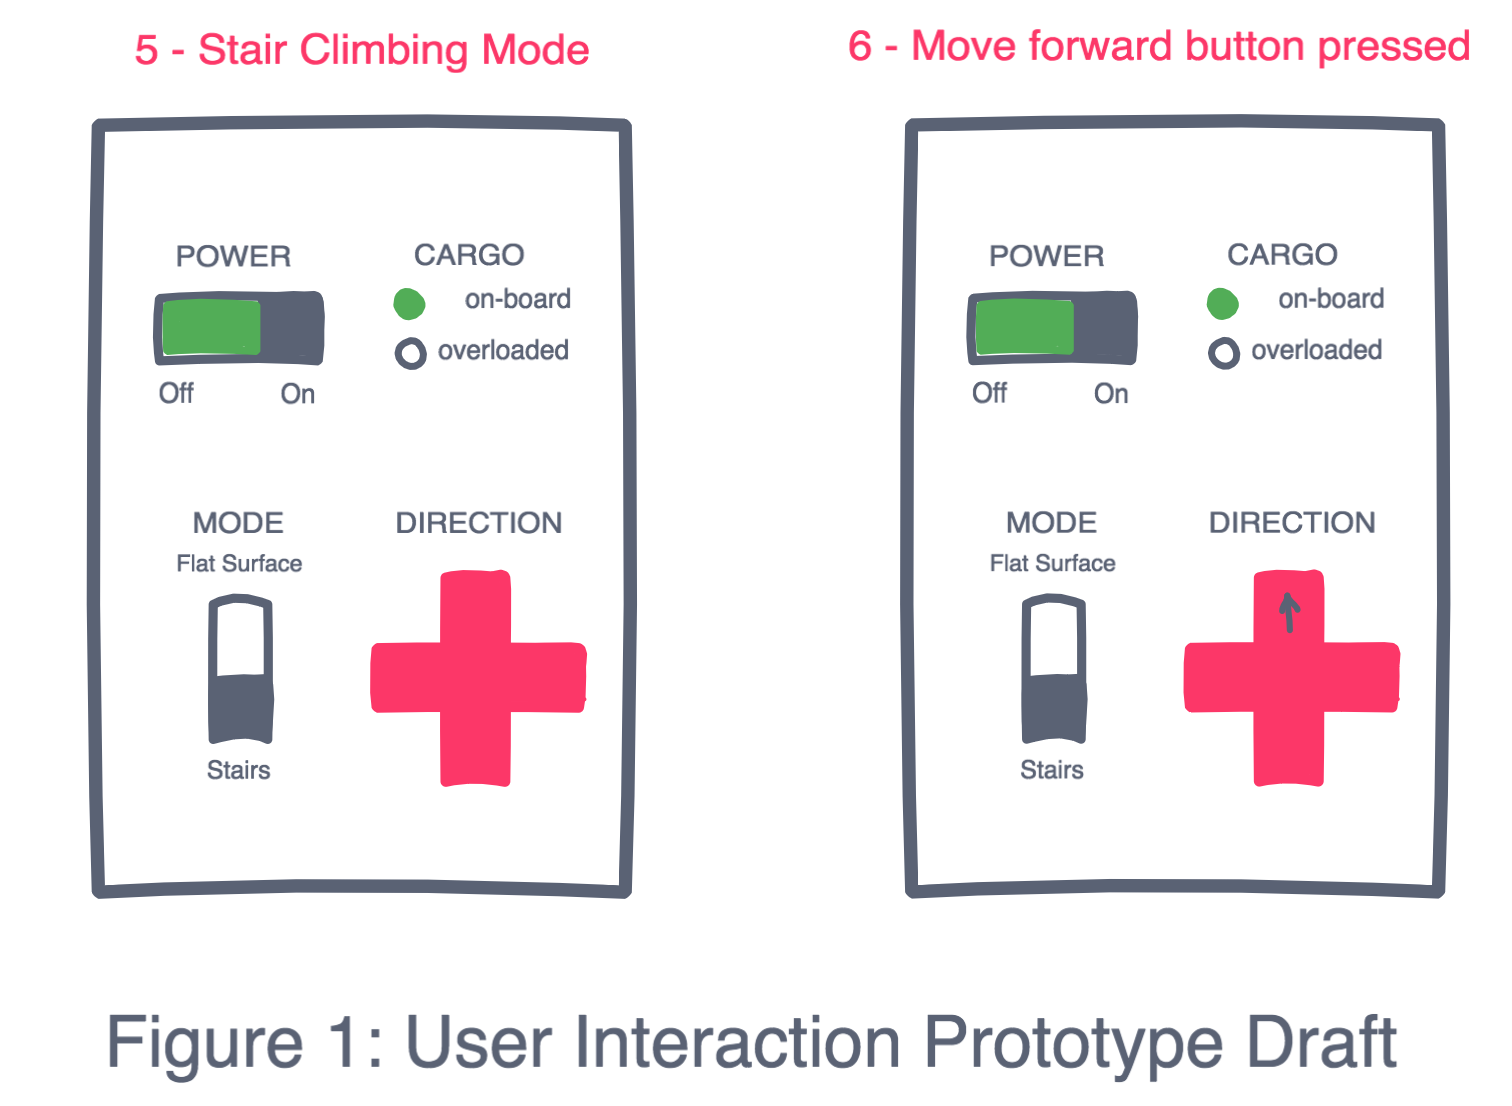 5 - Stair Climbing Mode
POWER
CARGO
on-board
overloaded
Off
On
MODE
Flat Surface
Stairs
DIRECTION
6 - Move forward button pressed
POWER
CARGO
on-board
overloaded
Off
On
MODE
Flat Surface
Stairs
DIRECTION
Figure 1: User Interaction Prototype Draft